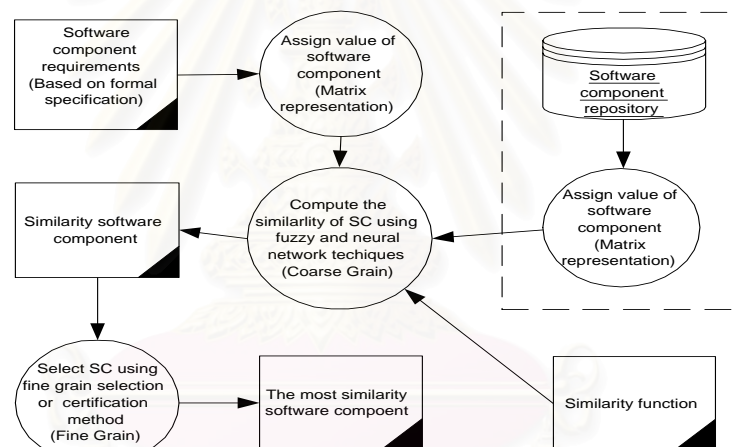 Software
component
requirements
(Based on formal
specification)
Assign value of
software
component
(Matrix
representation)
Software
component
repository
Similarity software
component
Compute the
similarlity of SC using
fuzzy and neural
network techiques
(Coarse Grain)
Assign value of
software
component
(Matrix
representation)
Select SC using
fine grain selection
or certification
method
(Fine Grain)
The most similarity
software compoent
Similarity function